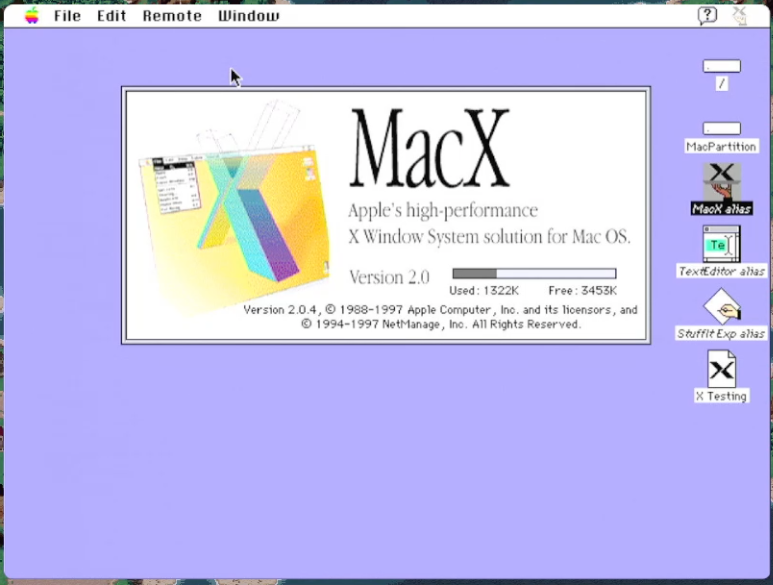 File Edit Remote Window
/
MacPartition
MacX alias
TextEditor alias
StuffIt Exp alias
X Testing
MacX
Apple's high-performance
X Window System solution for Mac OS.
Version 2.0
Used: 1322K Free: 3453K
Version 2.0.4, © 1988-1997 Apple Computer, Inc. and its licensors, and
© 1994-1997 NetManage, Inc. All Rights Reserved.
Te